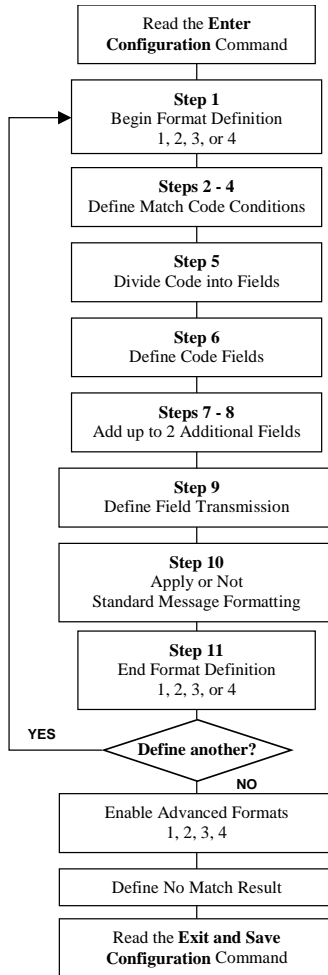 Read the Enter
Configuration Command
Step 1
Begin Format Definition
1, 2, 3, or 4
Steps 2 - 4
Define Match Code Conditions
Step 5
Divide Code into Fields
Step 6
Define Code Fields
Steps 7 - 8
Add up to 2 Additional Fields
Step 9
Define Field Transmission
Step 10
Apply or Not
Standard Message Formatting
Step 11
End Format Definition
1, 2, 3, or 4
YES
Define another?
NO
Enable Advanced Formats
1, 2, 3, 4
Define No Match Result
Read the Exit and Save
Configuration Command